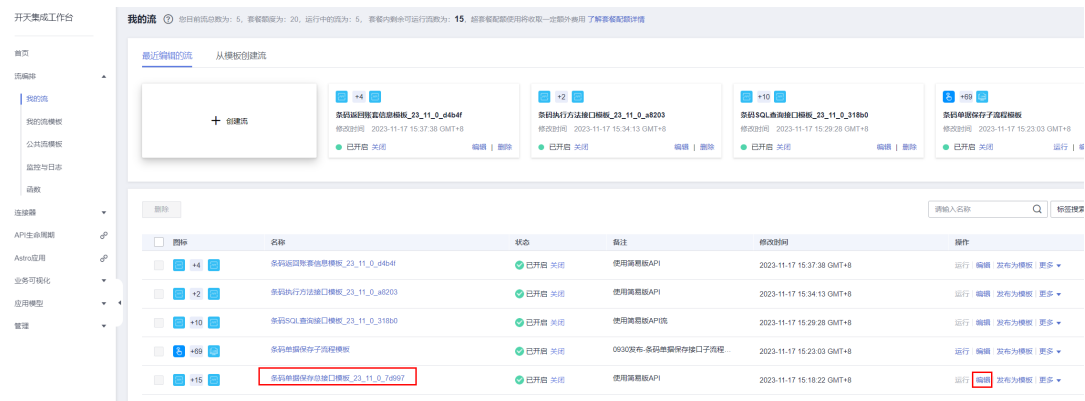 开天集成工作台
我的流 您目前流总数为：5，套餐额度为：20，运行中的流为：5， 套餐内剩余可运行流数为：15，超套餐配额使用将收取一定额外费用 了解套餐配额详情
首页
流编排
我的流
我的流模板
公共流模板
监控与日志
函数
连接器
API生命周期
Astro应用
业务可视化
应用模型
管理
最近编辑的流 从模板创建流
+ 创建流
+4
条码返回账套信息模板_23_11_0_d4b4f
修改时间 2023-11-17 15:37:38 GMT+8
已开启 关闭 编辑 | 删除
+2
条码执行方法接口模板_23_11_0_a8203
修改时间 2023-11-17 15:34:13 GMT+8
已开启 关闭 编辑 | 删除
+10
条码SQL查询接口模板_23_11_0_318b0
修改时间 2023-11-17 15:29:28 GMT+8
已开启 关闭 编辑 | 删除
+69
条码单据保存子流程模板
修改时间 2023-11-17 15:23:03 GMT+8
已开启 关闭 运行 |
删除
请输入名称 标签搜索
图标 名称 状态 备注 修改时间 操作
+4 条码返回账套信息模板_23_11_0_d4b4f 已开启 关闭 使用简易版API 2023-11-17 15:37:38 GMT+8 运行 编辑 发布为模板 更多
+2 条码执行方法接口模板_23_11_0_a8203 已开启 关闭 使用简易版API 2023-11-17 15:34:13 GMT+8 运行 编辑 发布为模板 更多
+10 条码SQL查询接口模板_23_11_0_318b0 已开启 关闭 使用简易版API流 2023-11-17 15:29:28 GMT+8 运行 编辑 发布为模板 更多
+69 条码单据保存子流程模板 已开启 关闭 0930发布-条码单据保存接口子流程... 2023-11-17 15:23:03 GMT+8 运行 编辑 发布为模板 更多
+15 条码单据保存总接口模板_23_11_0_7d997 已开启 关闭 使用简易版API 2023-11-17 15:18:22 GMT+8 运行 编辑 发布为模板 更多